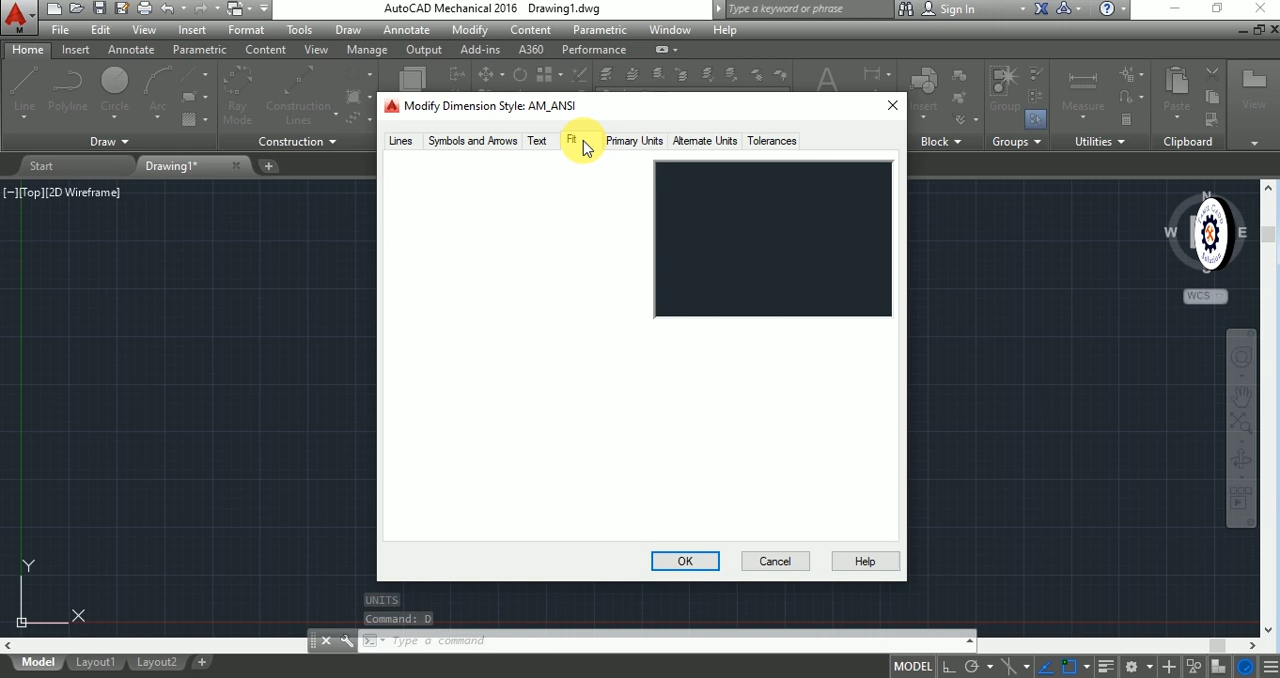 AutoCAD Mechanical 2016 Drawing1.dwg
Type a keyword or phrase
Sign In
File Edit View Insert Format Tools Draw Annotate Modify Content Parametric Window Help
Home Insert Annotate Parametric Content View Manage Output Add-ins A360 Performance
M
Line Polyline Circle Arc Ray Mode Construction Lines Insert Group Measure Paste View
Draw Construction Block Groups Utilities Clipboard
Modify Dimension Style: AM_ANSI
Lines Symbols and Arrows Text Fit Primary Units Alternate Units Tolerances
Start Drawing1*
[−][Top][2D Wireframe]
N
W E
Solution
WCS
OK Cancel Help
Y
X
UNITS
Command: D
Type a command
Model Layout1 Layout2
MODEL